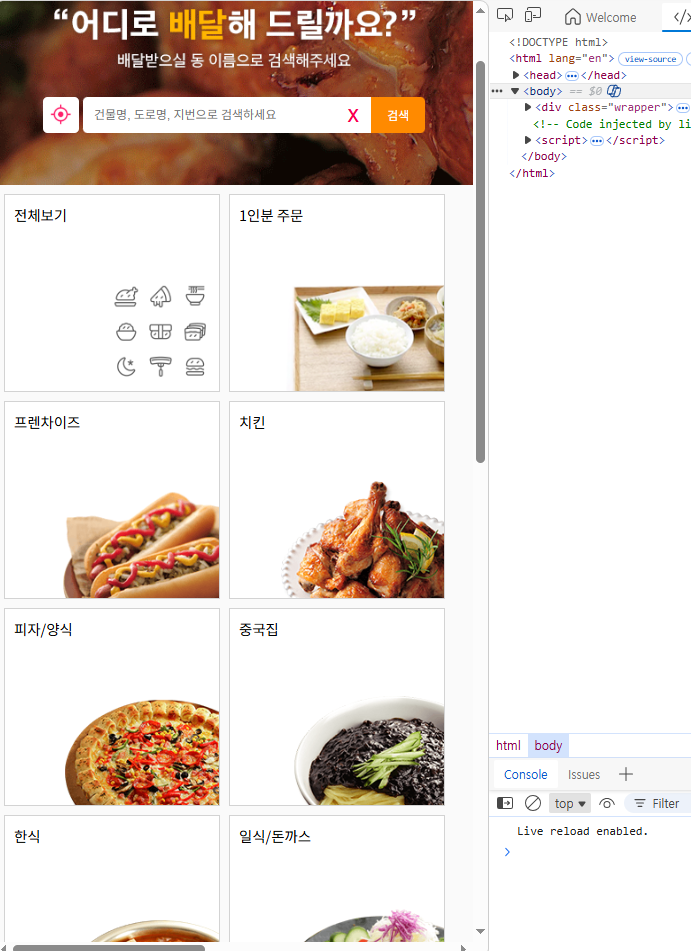 “어디로 배달해 드릴까요?”
배달받으실 동 이름으로 검색해주세요
건물명, 도로명, 지번으로 검색하세요 X 검색
전체보기
1인분 주문
프렌차이즈
치킨
피자/양식
중국집
한식
일식/돈까스
Welcome
<!DOCTYPE html>
<html lang="en"> view-source
<head> ••• </head>
••• <body> == $0
<div class="wrapper"> •••
<!-- Code injected by li
<script> ••• </script>
</body>
</html>
html body
Console Issues
top Filter
Live reload enabled.